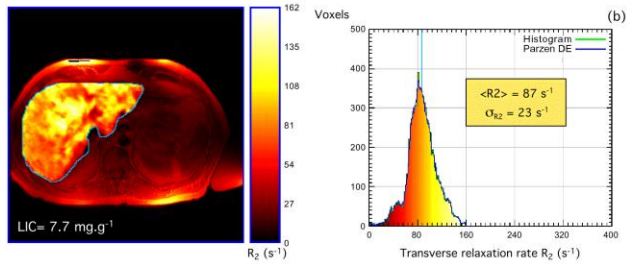 LIC= 7.7 mg.g⁻¹
162
135
108
81
54
27
0
R₂ (s⁻¹)
Voxels
(b)
500
400
300
200
100
0
Histogram
Parzen DE
<R2> = 87 s⁻¹
σR2 = 23 s⁻¹
0 80 160 240 320 400
Transverse relaxation rate R₂ (s⁻¹)